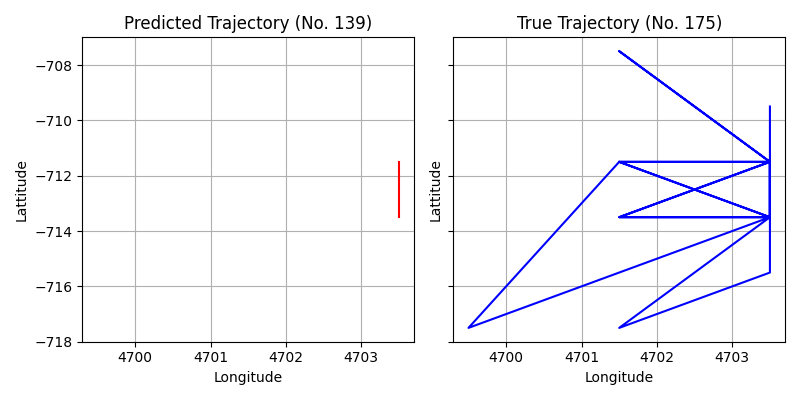 Predicted Trajectory (No. 139)
True Trajectory (No. 175)
−708
−710
−712
−714
−716
−718
Lattitude
Lattitude
4700
4701
4702
4703
4700
4701
4702
4703
Longitude
Longitude